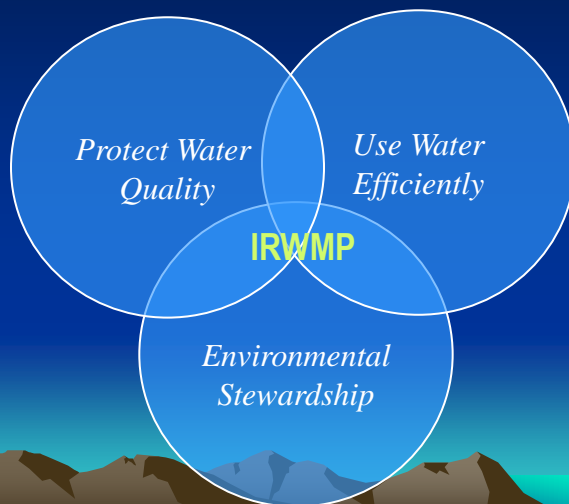 Protect Water
Quality
Use Water
Efficiently
IRWMP
Environmental
Stewardship